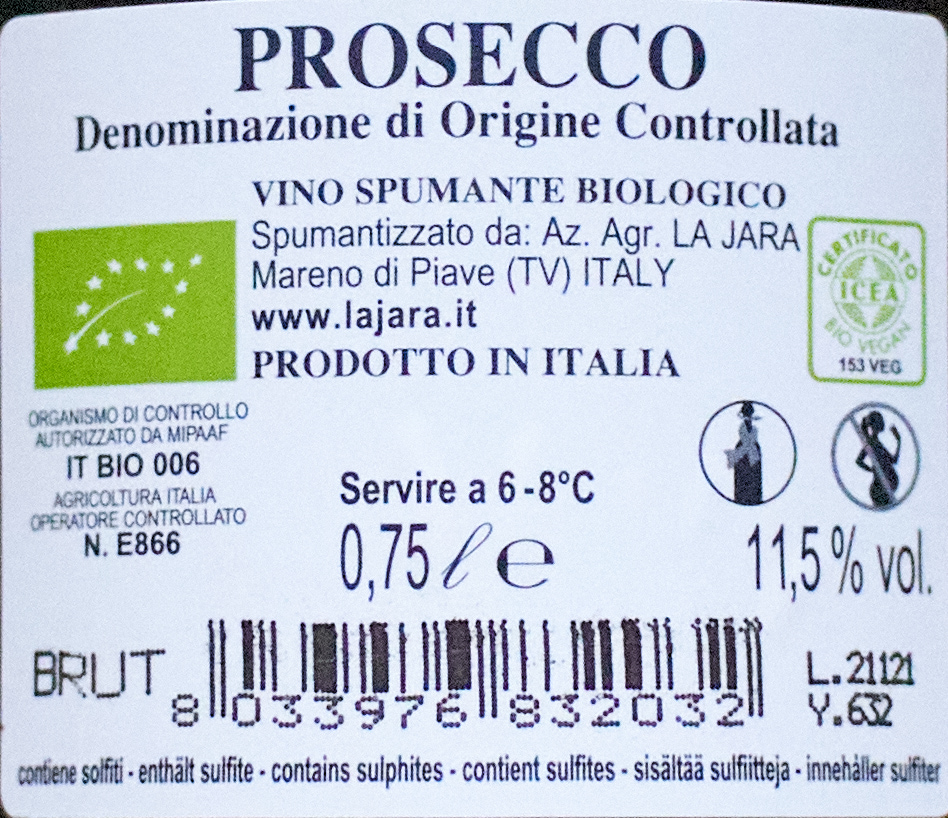 PROSECCO
Denominazione di Origine Controllata
VINO SPUMANTE BIOLOGICO
Spumantizzato da: Az. Agr. LA JARA
Mareno di Piave (TV) ITALY
www.lajara.it
PRODOTTO IN ITALIA
CERTIFICATO
ICEA
BIO VEGAN
153 VEG
ORGANISMO DI CONTROLLO
AUTORIZZATO DA MIPAAF
IT BIO 006
AGRICOLTURA ITALIA
OPERATORE CONTROLLATO
N. E866
Servire a 6-8°C
0,75 ℓ e
11,5% vol.
BRUT
8 033976 832032
L.21121
Y.632
contiene solfiti - enthält sulfite - contains sulphites - contient sulfites - sisältää sulfiitteja - innehåller sulfiter